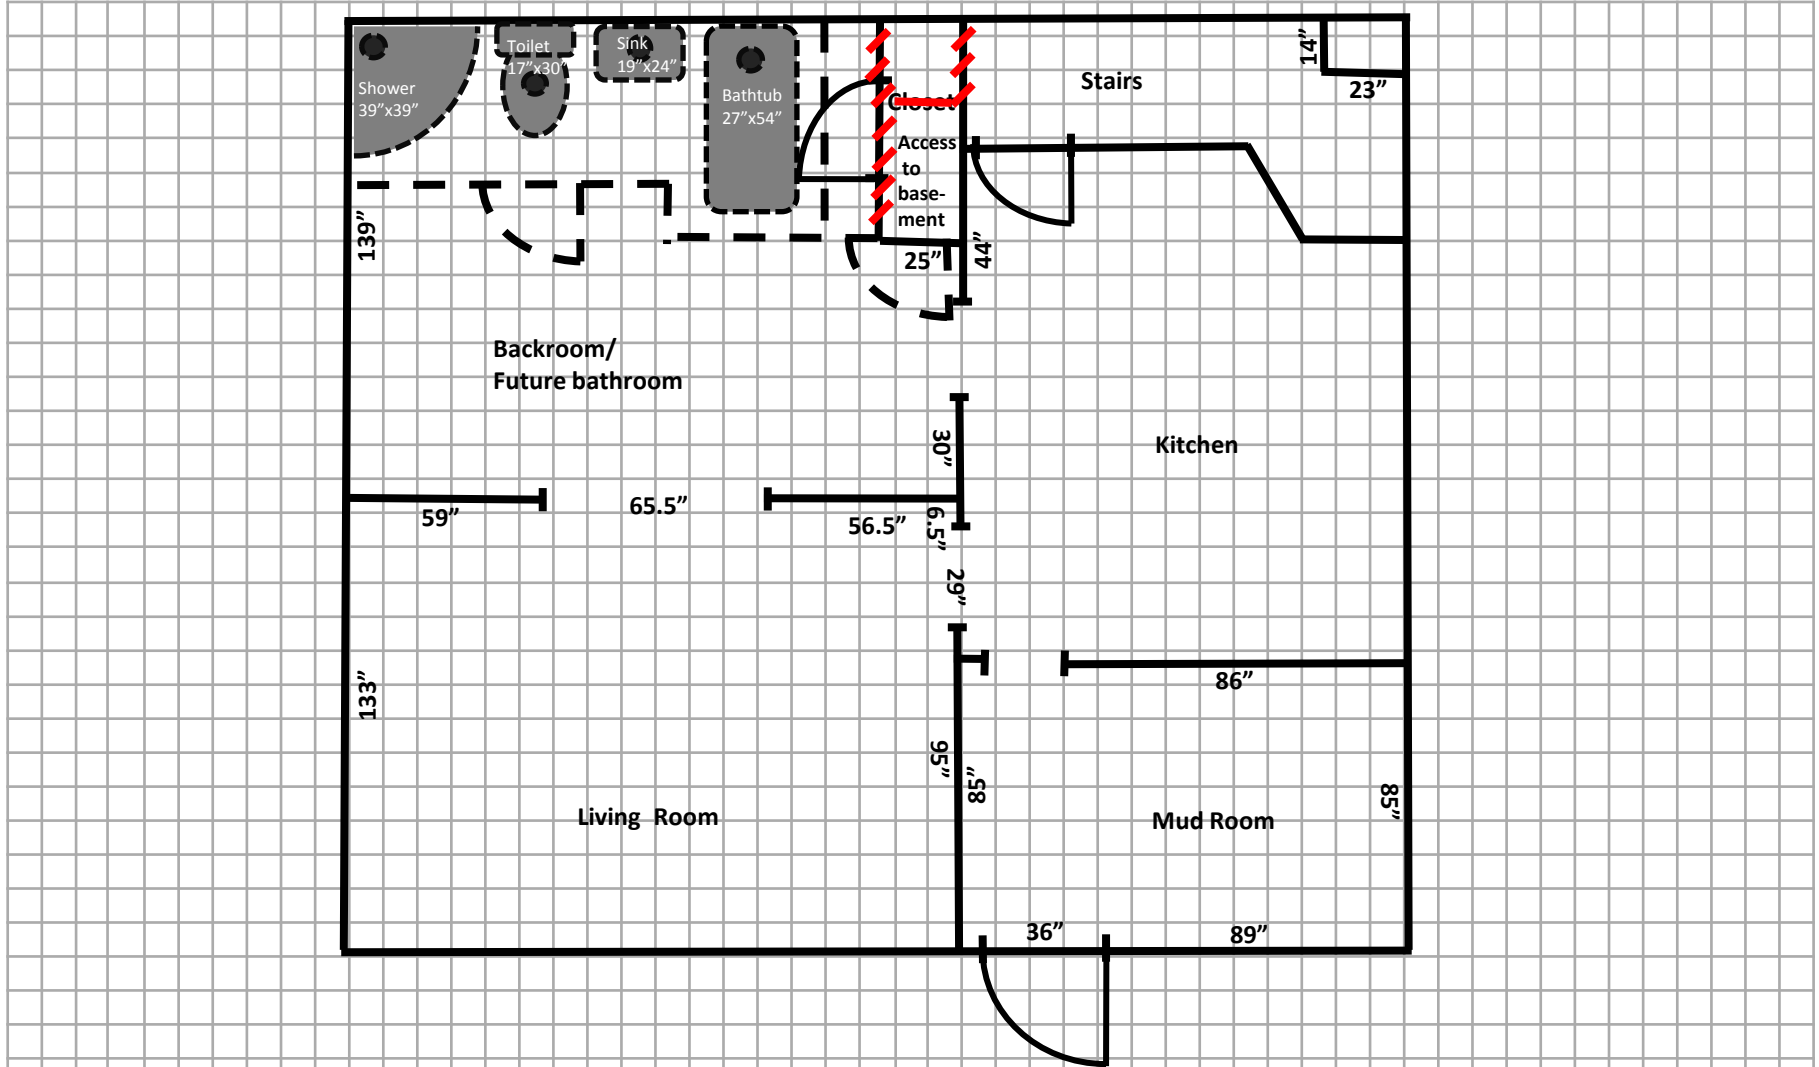 Toilet
17”x30”
Sink
19”x24”
Shower
39”x39”
Bathtub
27”x54”
Closet
Access
to
base-
ment
Stairs
14”
23”
139”
25”
44”
Backroom/
Future bathroom
30”
Kitchen
59”
65.5”
56.5”
6.5”
29”
133”
86”
95”
85”
85”
Living Room
Mud Room
36”
89”